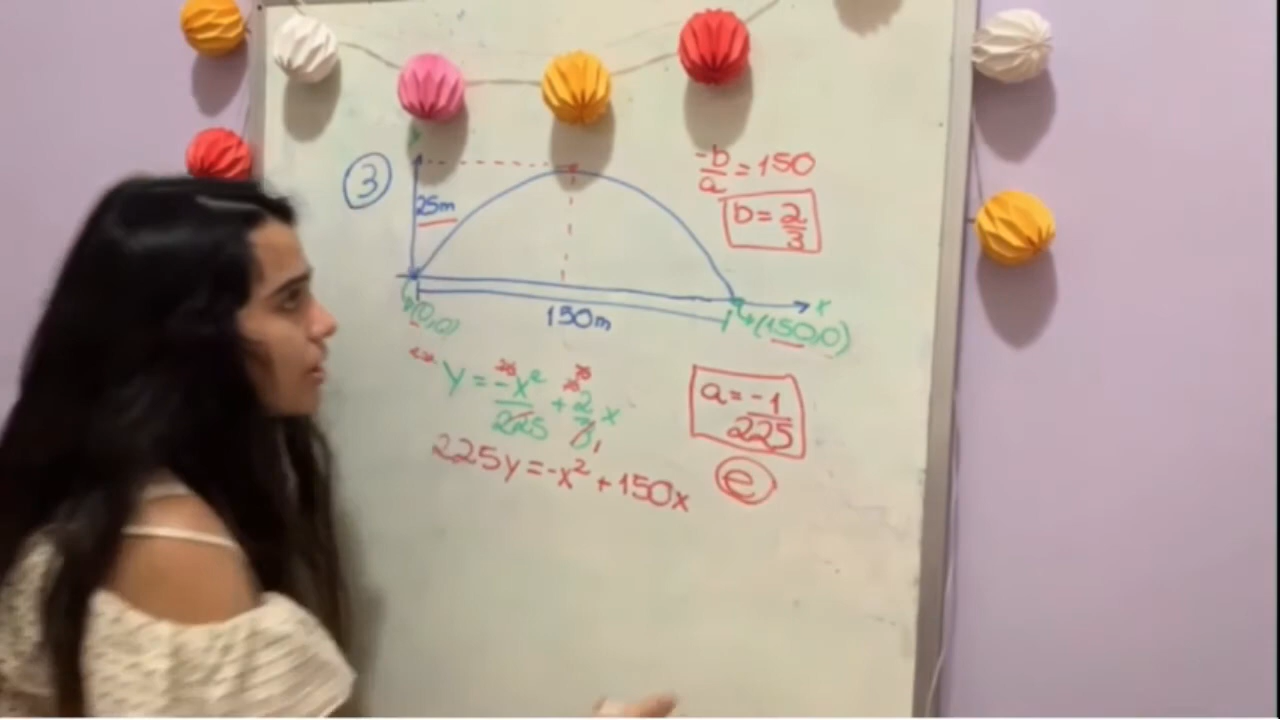 3
y
25m
-b/a = 150
b = 2/3
(0,0)
150m
x
(150,0)
y = -x²/225 + 2/3 x
a = -1/225
225y = -x² + 150x
e